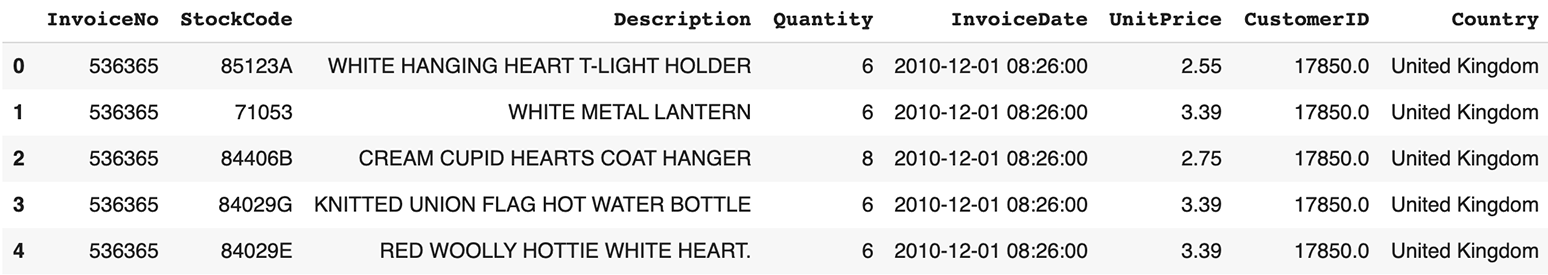 InvoiceNo StockCode Description Quantity InvoiceDate UnitPrice CustomerID Country
0 536365 85123A WHITE HANGING HEART T-LIGHT HOLDER 6 2010-12-01 08:26:00 2.55 17850.0 United Kingdom
1 536365 71053 WHITE METAL LANTERN 6 2010-12-01 08:26:00 3.39 17850.0 United Kingdom
2 536365 84406B CREAM CUPID HEARTS COAT HANGER 8 2010-12-01 08:26:00 2.75 17850.0 United Kingdom
3 536365 84029G KNITTED UNION FLAG HOT WATER BOTTLE 6 2010-12-01 08:26:00 3.39 17850.0 United Kingdom
4 536365 84029E RED WOOLLY HOTTIE WHITE HEART. 6 2010-12-01 08:26:00 3.39 17850.0 United Kingdom